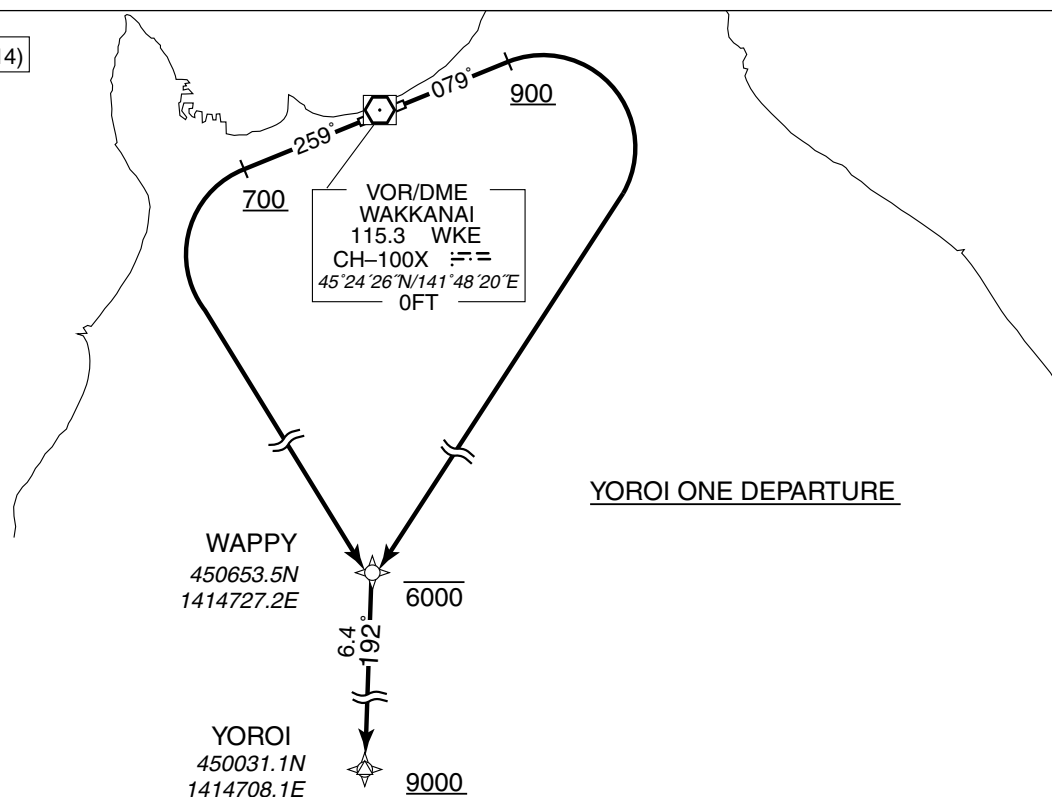 14)
079°
900
259°
700
VOR/DME
WAKKANAI
115.3 WKE
CH–100X
45°24´26˝N/141°48´20˝E
0FT
YOROI ONE DEPARTURE
WAPPY
450653.5N
1414727.2E
6000
6.4
192°
YOROI
450031.1N
1414708.1E
9000